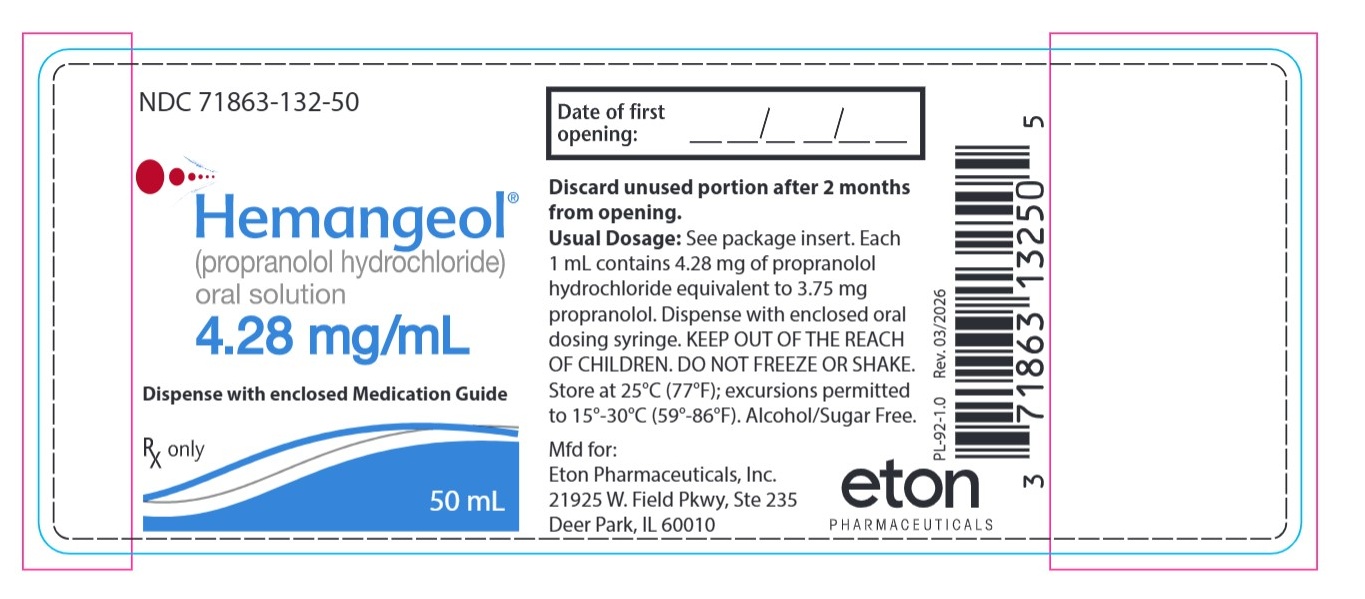 NDC 71863-132-50
Hemangeol®
(propranolol hydrochloride)
oral solution
4.28 mg/mL
Dispense with enclosed Medication Guide
Rx only
50 mL
Date of first
opening: __ __/__ __/__ __
Discard unused portion after 2 months
from opening.
Usual Dosage: See package insert. Each
1 mL contains 4.28 mg of propranolol
hydrochloride equivalent to 3.75 mg
propranolol. Dispense with enclosed oral
dosing syringe. KEEP OUT OF THE REACH
OF CHILDREN. DO NOT FREEZE OR SHAKE.
Store at 25°C (77°F); excursions permitted
to 15°-30°C (59°-86°F). Alcohol/Sugar Free.
Mfd for:
Eton Pharmaceuticals, Inc.
21925 W. Field Pkwy, Ste 235
Deer Park, IL 60010
eton
PHARMACEUTICALS
PL-92-1.0 Rev. 03/2026
3 71863 13250 5